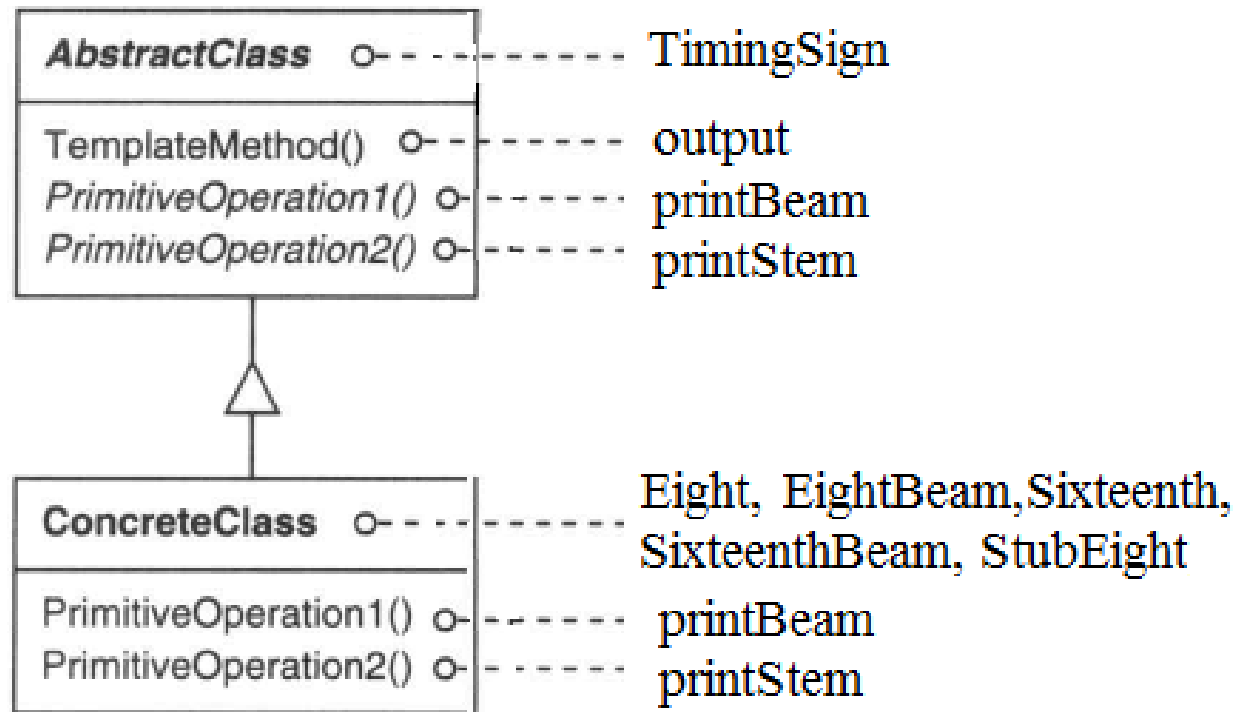 AbstractClass TimingSign
TemplateMethod() output
PrimitiveOperation1() printBeam
PrimitiveOperation2() printStem
ConcreteClass Eight, EightBeam,Sixteenth,
SixteenthBeam, StubEight
PrimitiveOperation1() printBeam
PrimitiveOperation2() printStem